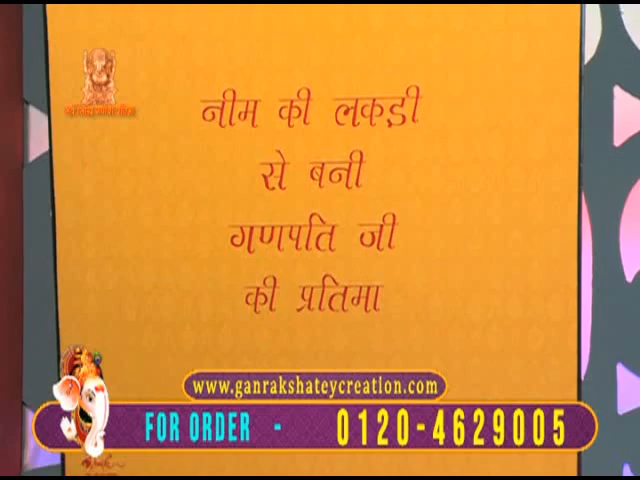 नीम की लकड़ी
से बनी
गणपति जी
की प्रतिमा
www.ganrakshateycreation.com
FOR ORDER - 0120-4629005